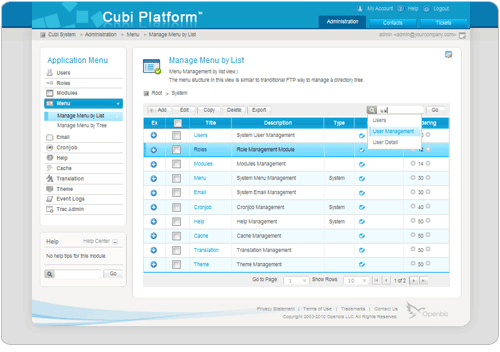 Cubi Platform™
My Account Help Logout
Administration Contacts Tickets
Cubi System » Administration » Menu » Manage Menu by List
admin <admin@yourcompany.com>
Application Menu
Users
Roles
Modules
Menu
Manage Menu by List
Manage Menu by Tree
Email
Cronjob
Help
Cache
Translation
Theme
Event Logs
Trac Admin
Help Help Center
No help tips for this module.
Go
Manage Menu by List
Menu Management by list view.
The menu stucture in this view is similar to traditional FTP way to manage a directory tree.
Root » System
Add Edit Copy Delete Export Go
Users
User Management
User Detail
Ex Title Description Type
Users System User Management
Roles Role Management Module
Modules Modules Management 14
Menu System Menu Management System 20
Email System Email Management 30
Cronjob Cronjob Management System 40
Help Help Management System 50
Cache Cache Management 50
Translation Translation Management 50
Theme Theme Management 50
Go to Page 1 Show Rows 10 1 of 2
Privacy Statement | Terms of Use | Trademarks | Contact Us
Copyright 2003-2010 Openbiz LLC All Rights Reserved.
Openbiz